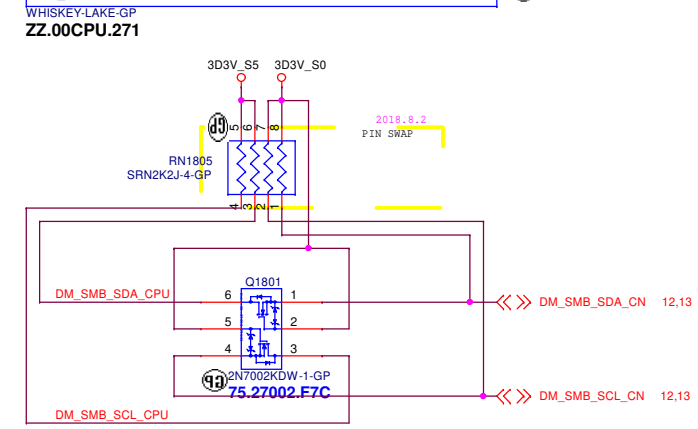 WHISKEY-LAKE-GP
ZZ.00CPU.271
3D3V_S5 3D3V_S0
2018.8.2
PIN SWAP
5 6 7 8
RN1805
SRN2K2J-4-GP
4 3 2 1
Q1801
DM_SMB_SDA_CPU 6 1 DM_SMB_SDA_CN 12,13
5 2
4 3
2N7002KDW-1-GP
75.27002.F7C
DM_SMB_SCL_CN 12,13
DM_SMB_SCL_CPU